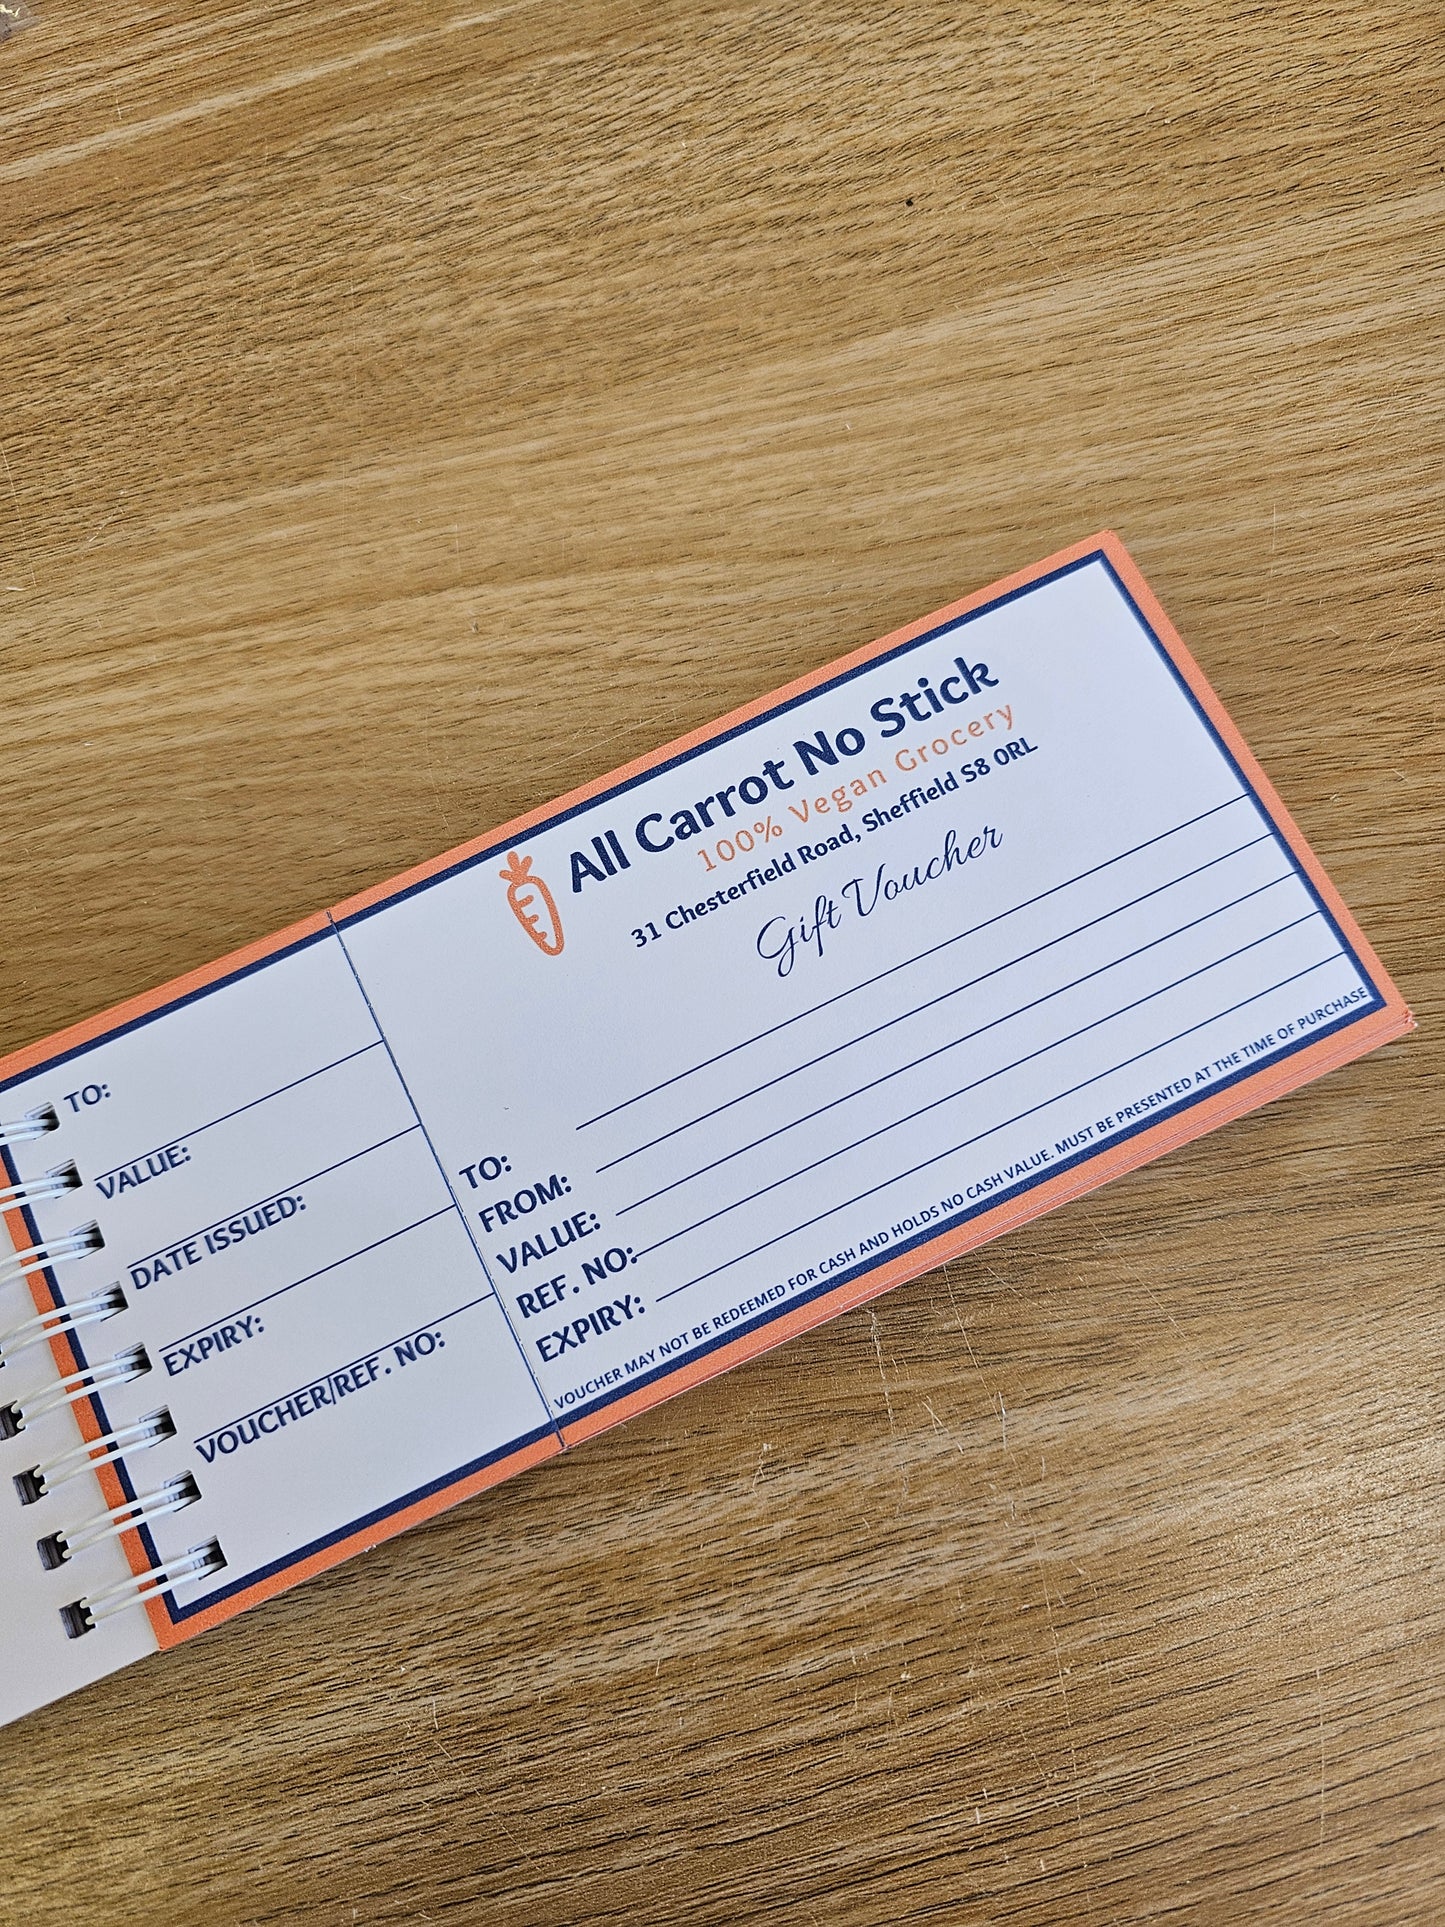 TO:
VALUE:
DATE ISSUED:
EXPIRY:
VOUCHER/REF. NO:
All Carrot No Stick
100% Vegan Grocery
31 Chesterfield Road, Sheffield S8 0RL
Gift Voucher
TO:
FROM:
VALUE:
REF. NO:
EXPIRY:
VOUCHER MAY NOT BE REDEEMED FOR CASH AND HOLDS NO CASH VALUE. MUST BE PRESENTED AT THE TIME OF PURCHASE